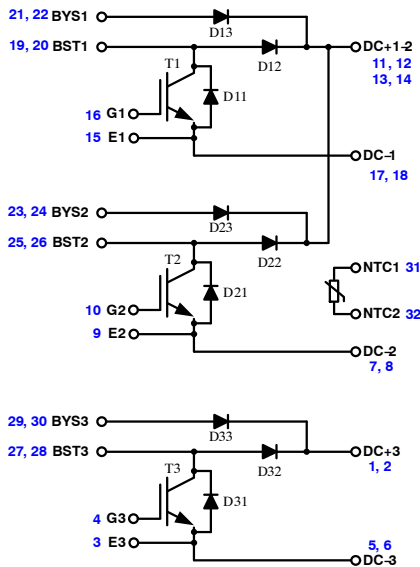 21, 22 BYS1
D13
19, 20 BST1
D12
DC+1-2
11, 12
13, 14
T1
D11
16 G1
15 E1
DC–1
17, 18
23, 24 BYS2
D23
25, 26 BST2
D22
T2
D21
NTC1 31
10 G2
NTC2 32
9 E2
DC–2
7, 8
29, 30 BYS3
D33
27, 28 BST3
D32
DC+3
1, 2
T3
D31
4 G3
3 E3
5, 6
DC–3